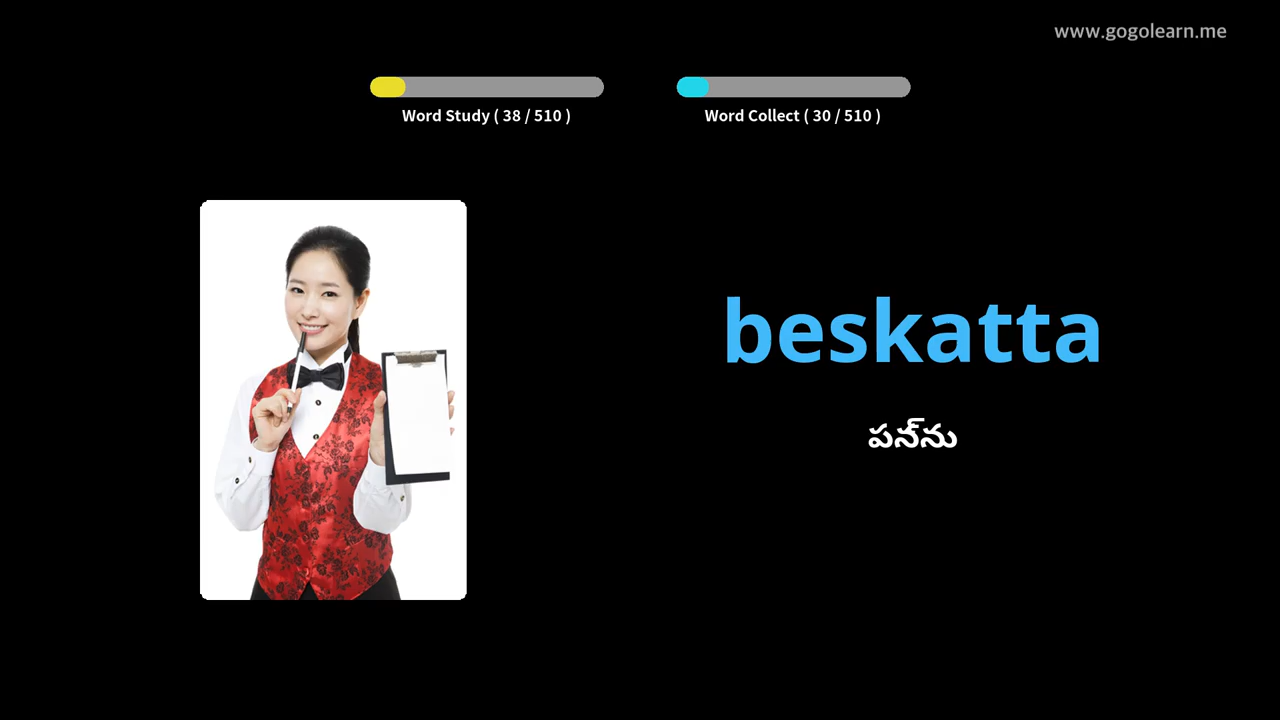 www.gogolearn.me
Word Study ( 38 / 510 )
Word Collect ( 30 / 510 )
beskatta
పన్‌ను